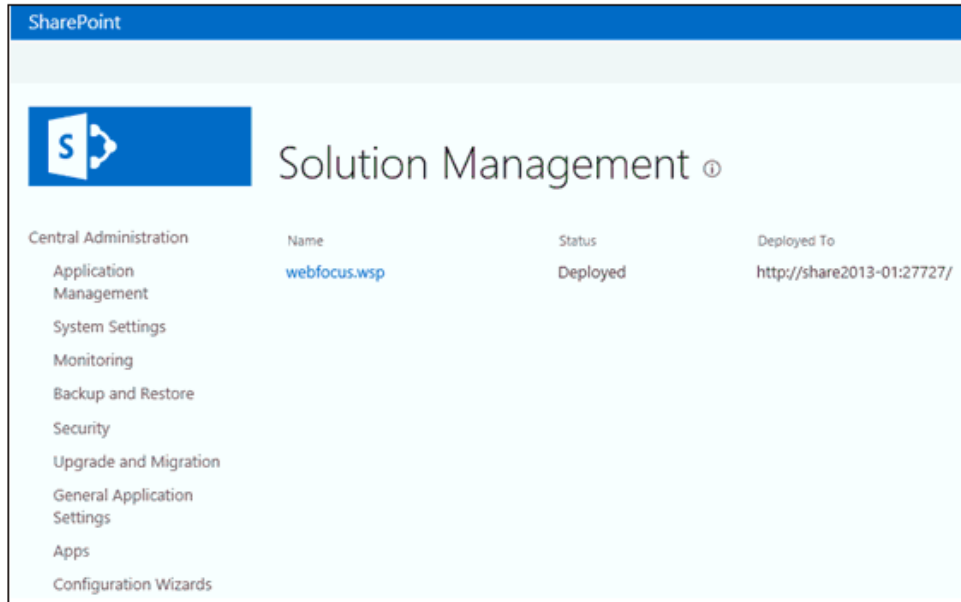 SharePoint
S
Solution Management
Central Administration
Name Status Deployed To
webfocus.wsp Deployed http://share2013-01:27727/
Application
Management
System Settings
Monitoring
Backup and Restore
Security
Upgrade and Migration
General Application
Settings
Apps
Configuration Wizards